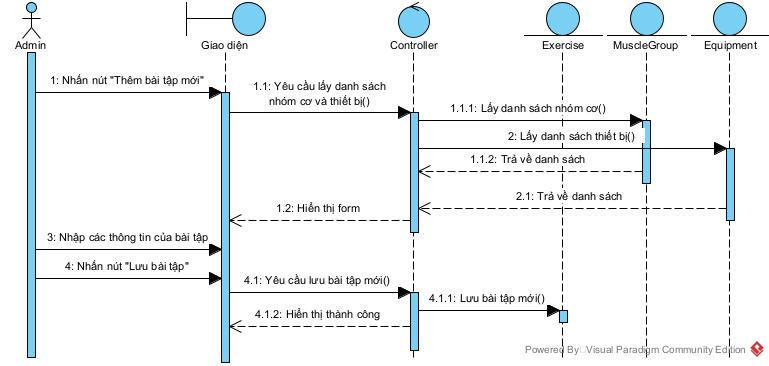 Admin
Giao diện
Controller
Exercise
MuscleGroup
Equipment
1: Nhấn nút "Thêm bài tập mới"
1.1: Yêu cầu lấy danh sách
nhóm cơ và thiết bị()
1.1.1: Lấy danh sách nhóm cơ()
2: Lấy danh sách thiết bị()
1.1.2: Trả về danh sách
2.1: Trả về danh sách
1.2: Hiển thị form
3: Nhập các thông tin của bài tập
4: Nhấn nút "Lưu bài tập"
4.1: Yêu cầu lưu bài tập mới()
4.1.1: Lưu bài tập mới()
4.1.2: Hiển thị thành công
Powered By Visual Paradigm Community Edition